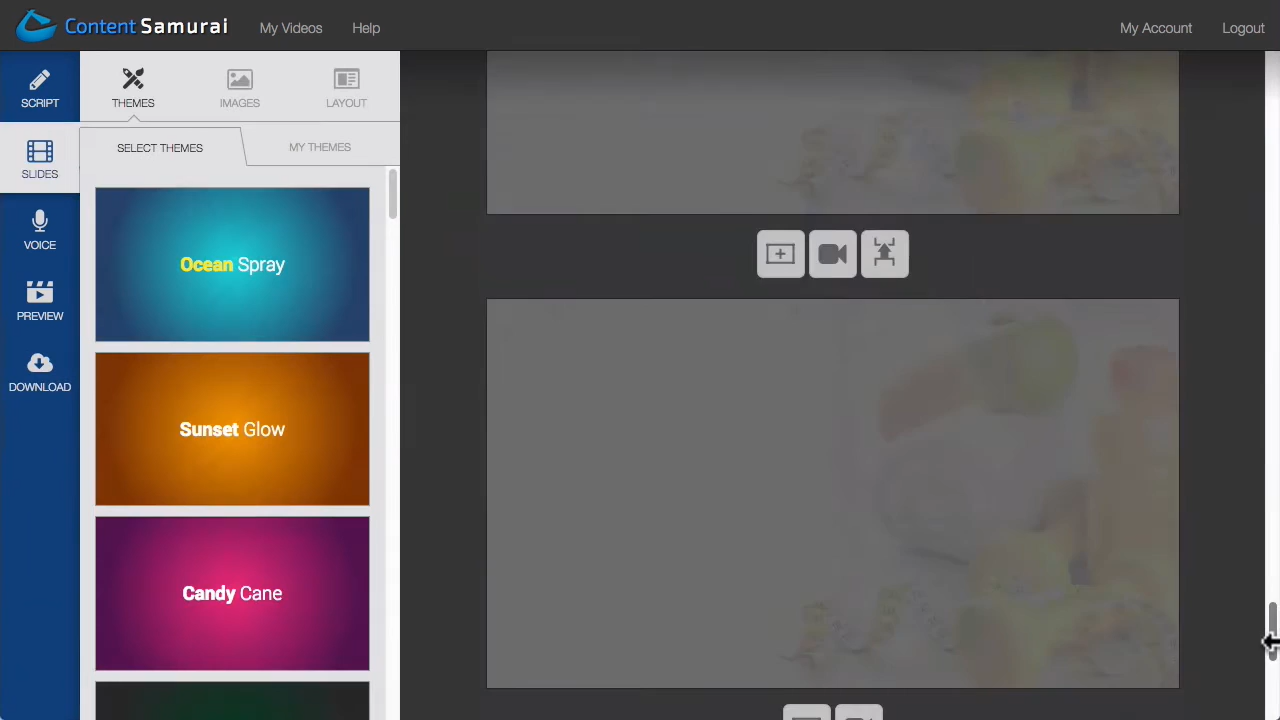 Content Samurai
My Videos
Help
My Account
Logout
SCRIPT
SLIDES
VOICE
PREVIEW
DOWNLOAD
THEMES
IMAGES
LAYOUT
SELECT THEMES
MY THEMES
Ocean Spray
Sunset Glow
Candy Cane